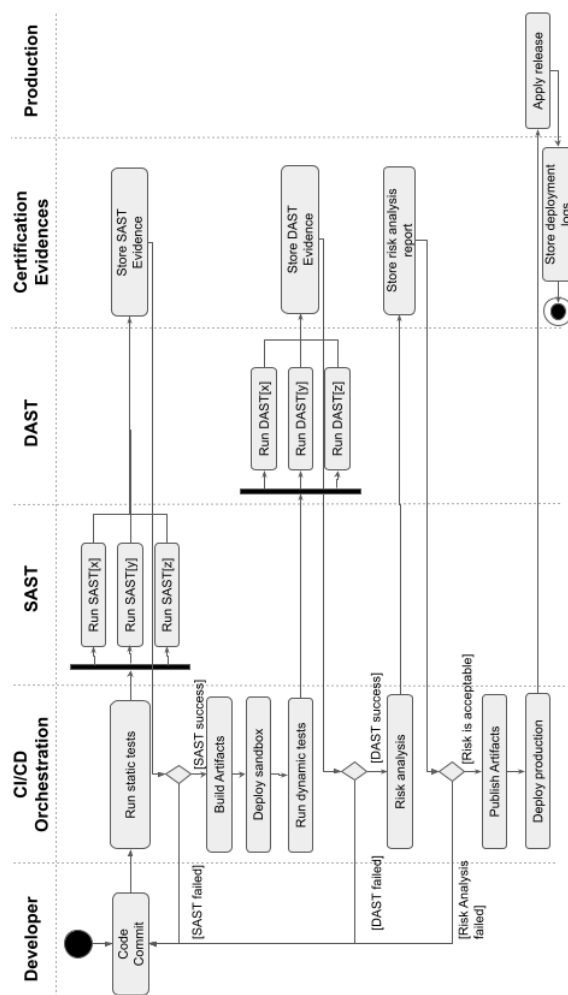 Developer
CI/CD
Orchestration
SAST
DAST
Certification
Evidences
Production
Code
Commit
Run static tests
Run SAST[x]
Run SAST[y]
Run SAST[z]
Store SAST
Evidence
[SAST failed]
[SAST success]
Build Artifacts
Deploy sandbox
Run dynamic tests
Run DAST[x]
Run DAST[y]
Run DAST[z]
Store DAST
Evidence
[DAST failed]
[DAST success]
Risk analysis
Store risk analysis
report
[Risk Analysis
failed]
[Risk is acceptable]
Publish Artifacts
Deploy production
Apply release
Store deployment
logs